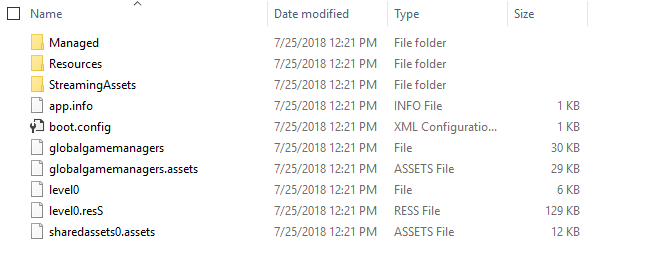 Name Date modified Type Size
Managed 7/25/2018 12:21 PM File folder
Resources 7/25/2018 12:21 PM File folder
StreamingAssets 7/25/2018 12:21 PM File folder
app.info 7/25/2018 12:21 PM INFO File 1 KB
boot.config 7/25/2018 12:21 PM XML Configuratio... 1 KB
globalgamemanagers 7/25/2018 12:21 PM File 30 KB
globalgamemanagers.assets 7/25/2018 12:21 PM ASSETS File 29 KB
level0 7/25/2018 12:21 PM File 6 KB
level0.resS 7/25/2018 12:21 PM RESS File 129 KB
sharedassets0.assets 7/25/2018 12:21 PM ASSETS File 12 KB